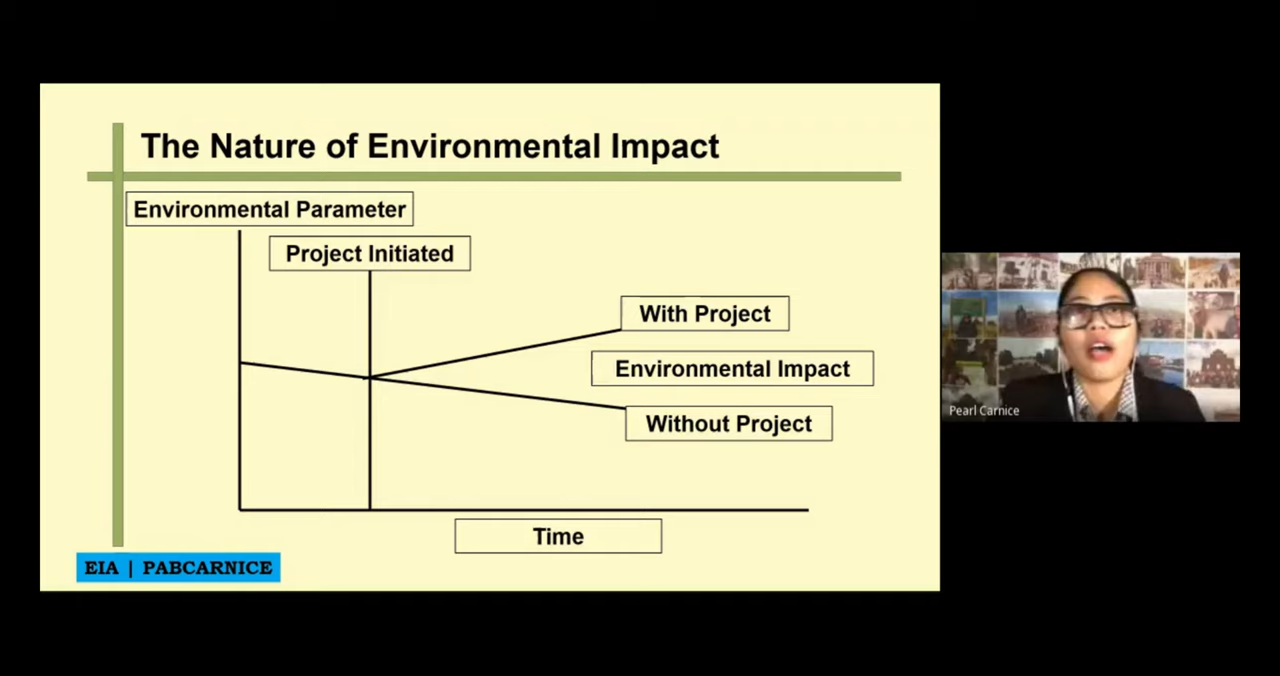 The Nature of Environmental Impact
Environmental Parameter
Project Initiated
With Project
Environmental Impact
Without Project
Time
EIA | PABCARNICE
Pearl Carnice